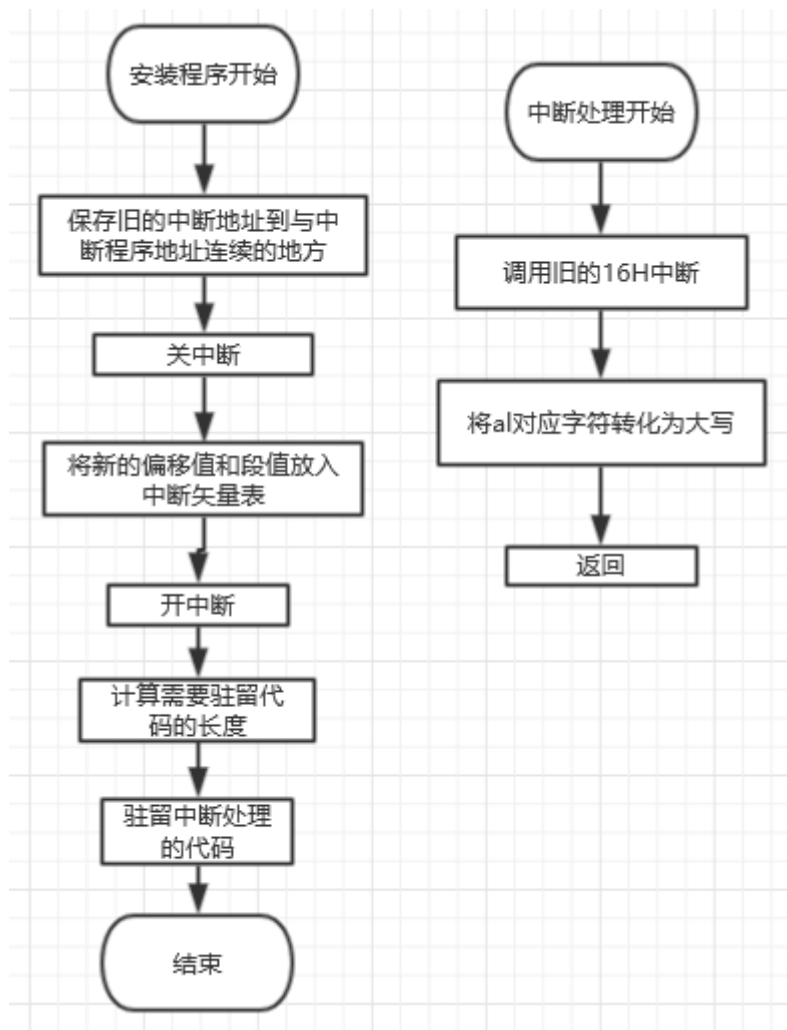 安装程序开始
保存旧的中断地址到与中
断程序地址连续的地方
关中断
将新的偏移值和段值放入
中断矢量表
开中断
计算需要驻留代
码的长度
驻留中断处理
的代码
结束
中断处理开始
调用旧的16H中断
将al对应字符转化为大写
返回